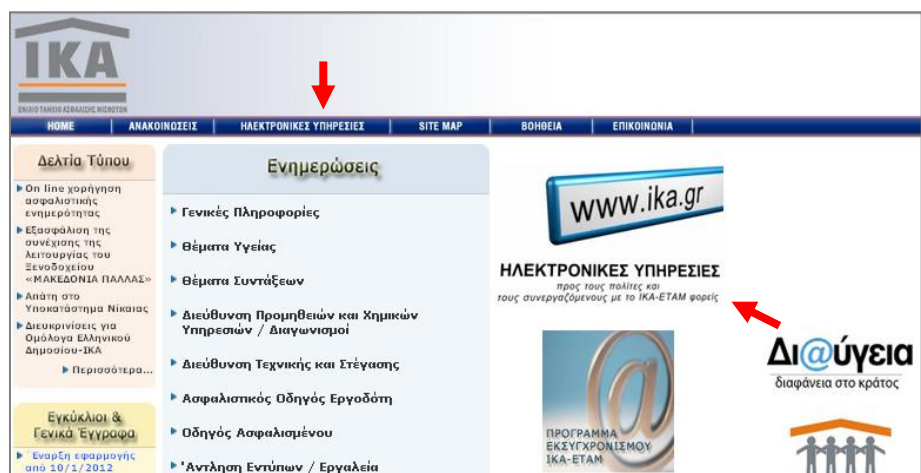 IKA
ΕΝΙΑΙΟ ΤΑΜΕΙΟ ΑΣΦΑΛΙΣΗΣ ΜΙΣΘΩΤΩΝ
HOME
ΑΝΑΚΟΙΝΩΣΕΙΣ
ΗΛΕΚΤΡΟΝΙΚΕΣ ΥΠΗΡΕΣΙΕΣ
SITE MAP
ΒΟΗΘΕΙΑ
ΕΠΙΚΟΙΝΩΝΙΑ
Δελτία Τύπου
On line χορήγηση
ασφαλιστικής
ενημερότητας
Εξασφάλιση της
συνέχισης της
λειτουργίας του
Ξενοδοχείου
«ΜΑΚΕΔΟΝΙΑ ΠΑΛΛΑΣ»
Απάτη στο
Υποκατάστημα Νίκαιας
Διευκρινίσεις για
Ομόλογα Ελληνικού
Δημοσίου-ΙΚΑ
Περισσότερα...
Εγκύκλιοι &
Γενικά Έγγραφα
Έναρξη εφαρμογής
από 10/1/2012
Ενημερώσεις
Γενικές Πληροφορίες
Θέματα Υγείας
Θέματα Συντάξεων
Διεύθυνση Προμηθειών και Χημικών
Υπηρεσιών / Διαγωνισμοί
Διεύθυνση Τεχνικής και Στέγασης
Ασφαλιστικός Οδηγός Εργοδότη
Οδηγός Ασφαλισμένου
'Αντληση Εντύπων / Εργαλεία
www.ika.gr
ΗΛΕΚΤΡΟΝΙΚΕΣ ΥΠΗΡΕΣΙΕΣ
προς τους πολίτες και
τους συνεργαζόμενους με το ΙΚΑ-ΕΤΑΜ φορείς
ΠΡΟΓΡΑΜΜΑ
ΕΚΣΥΓΧΡΟΝΙΣΜΟΥ
ΙΚΑ-ΕΤΑΜ
Δι@ύγεια
διαφάνεια στο κράτος